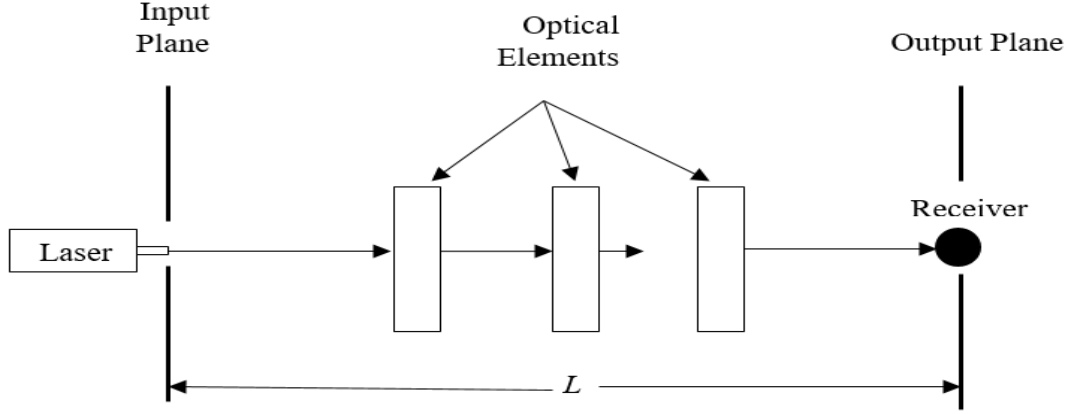 Input
Plane
Optical
Elements
Output Plane
Laser
Receiver
L